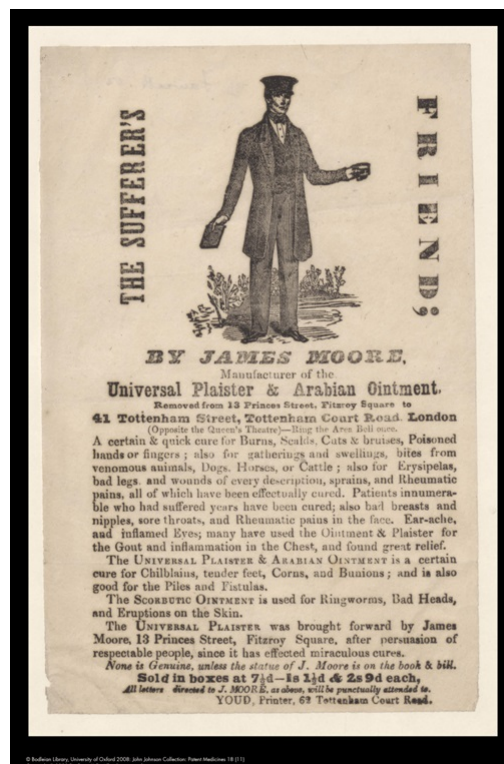 THE SUFFERER'S
FRIEND;
BY JAMES MOORE,
Manufacturer of the
Universal Plaister & Arabian Ointment.
Removed from 13 Princes Street, Fitzroy Square to
41 Tottenham Street, Tottenham Court Road. London
(Opposite the Queen's Theatre)—Ring the Area Bell once.
A certain & quick cure for Burns, Scalds, Cuts & bruises, Poisoned
hands or fingers ; also for gatherings and swellings, bites from
venomous animals, Dogs, Horses, or Cattle ; also for Erysipelas,
bad legs and wounds of every description, sprains, and Rheumatic
pains, all of which have been effectually cured. Patients innumera-
ble who had suffered years have been cured; also bad breasts and
nipples, sore throats, and Rheumatic pains in the face. Ear-ache,
and inflamed Eyes; many have used the Ointment & Plaister for
the Gout and inflammation in the Chest, and found great relief.
The UNIVERSAL PLAISTER & ARABIAN OINTMENT is a certain
cure for Chilblains, tender feet, Corns, and Bunions ; and is also
good for the Piles and Fistulas.
The SCORBUTIC OINTMENT is used for Ringworms, Bad Heads,
and Eruptions on the Skin.
The UNIVERSAL PLAISTER was brought forward by James
Moore, 13 Princes Street, Fitzroy Square, after persuasion of
respectable people, since it has effected miraculous cures.
None is Genuine, unless the statue of J. Moore is on the book & bill.
Sold in boxes at 7½d—1s 1½d & 2s 9d each,
All letters directed to J. MOORE, as above, will be punctually attended to.
YOUD, Printer, 62 Tottenham Court Road.
© Bodleian Library, University of Oxford 2008: John Johnson Collection: Patent Medicines 18 (11)